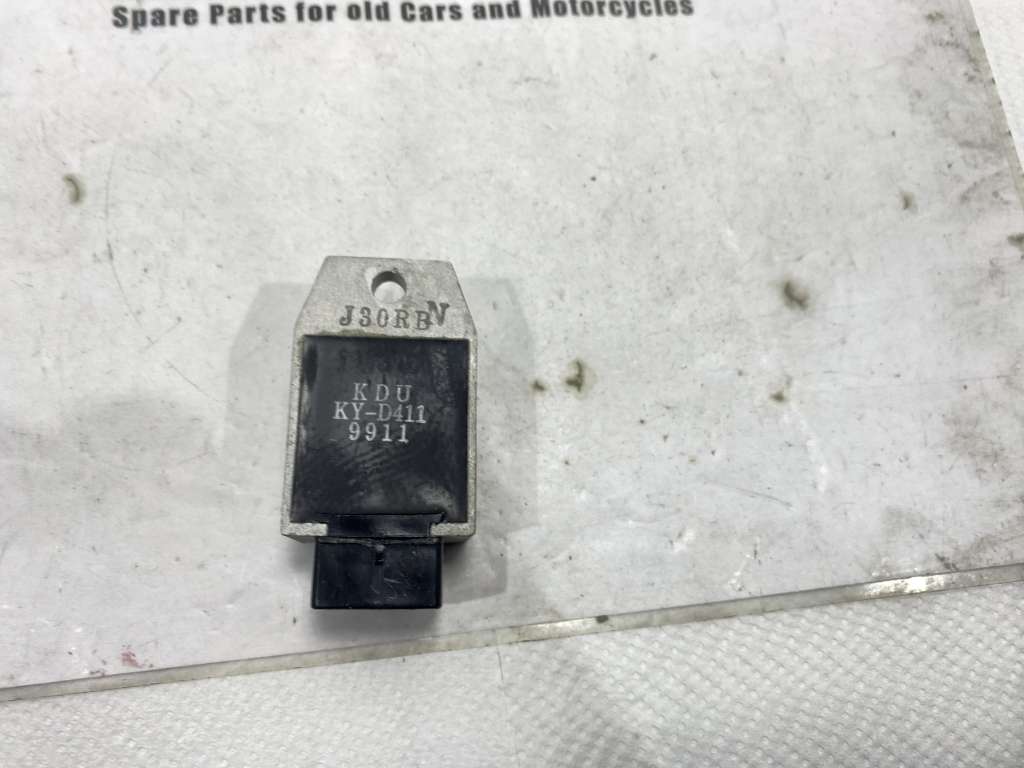 Spare Parts for old Cars and Motorcycles
J30RB N
KDU
KY-D411
9911